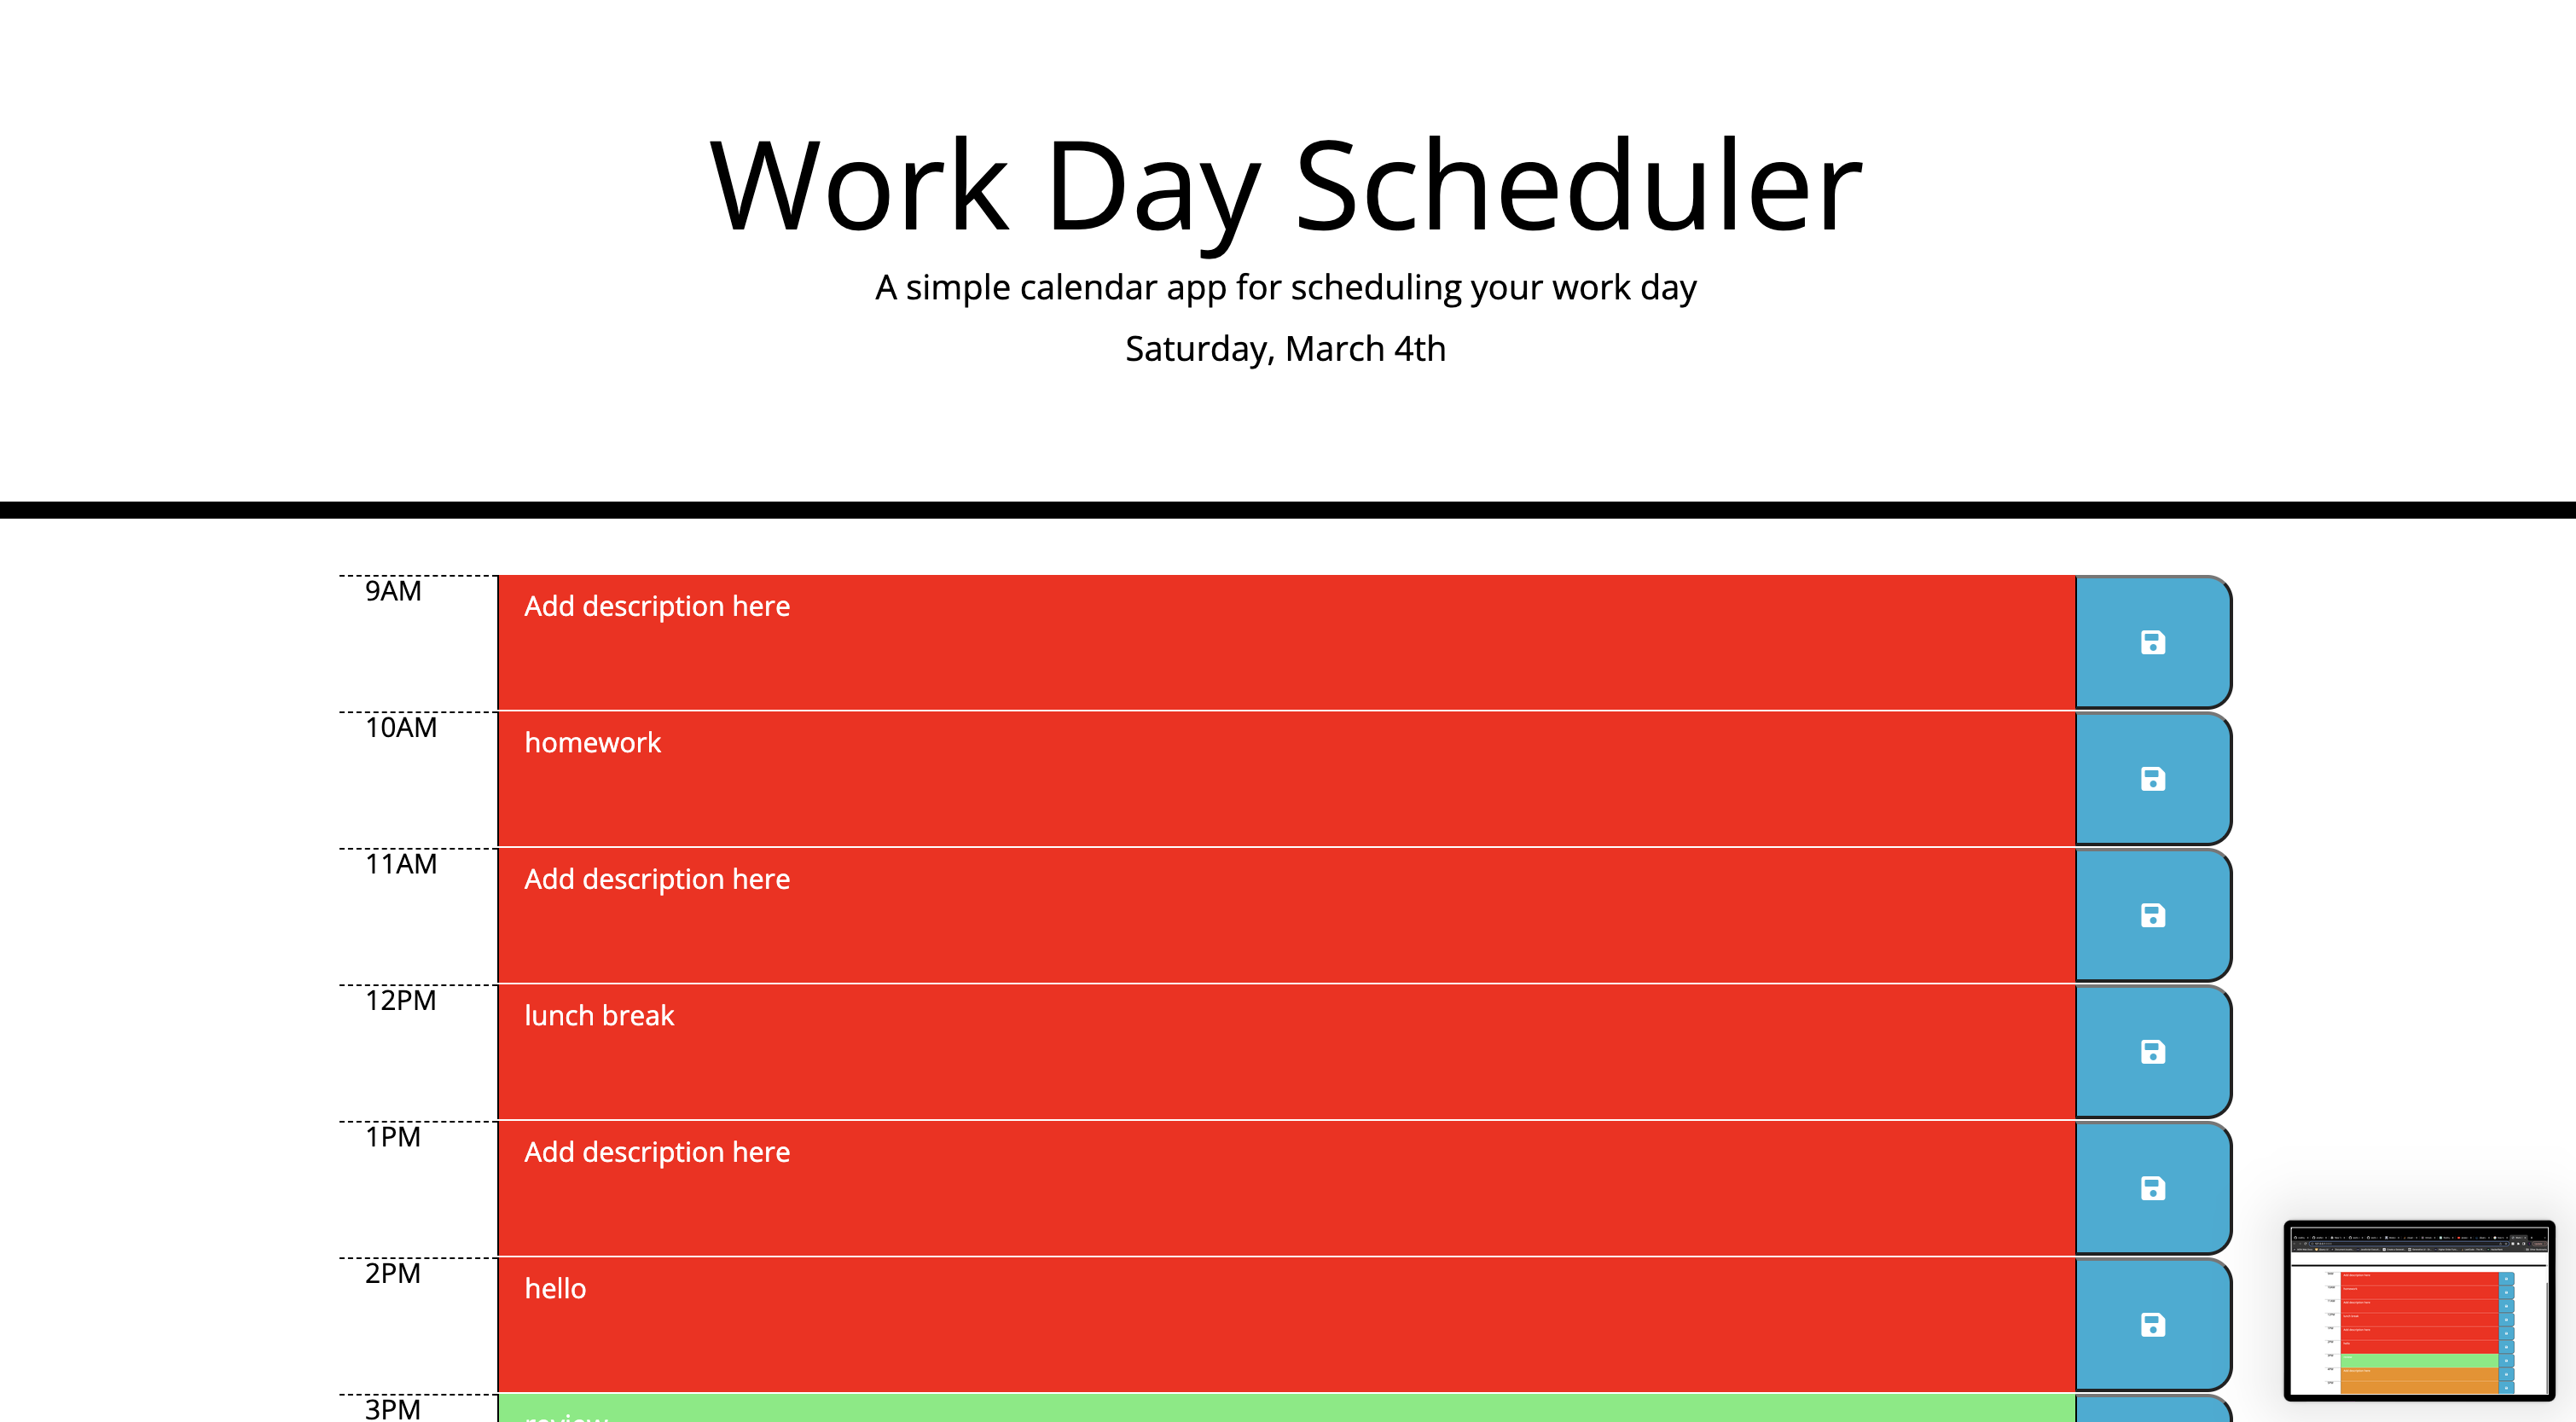 Work Day Scheduler
A simple calendar app for scheduling your work day
Saturday, March 4th
9AM
Add description here
10AM
homework
11AM
Add description here
12PM
lunch break
1PM
Add description here
2PM
hello
3PM
review